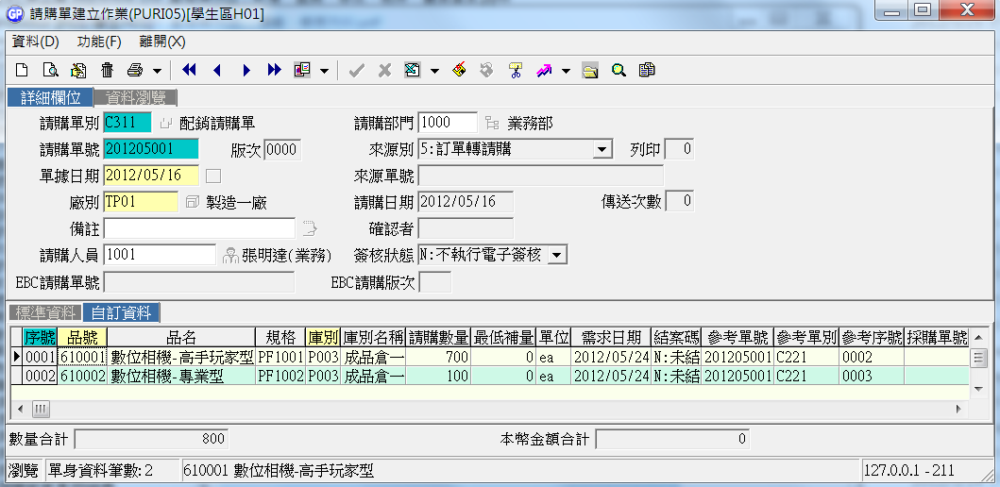 GP 請購單建立作業(PURI05)[學生區H01]
資料(D) 功能(F) 離開(X)
詳細欄位 資料瀏覽
請購單別 C311 配銷請購單 請購部門 1000 業務部
請購單號 201205001 版次 0000 來源別 5:訂單轉請購 列印 0
單據日期 2012/05/16 來源單號
廠別 TP01 製造一廠 請購日期 2012/05/16 傳送次數 0
備註 確認者
請購人員 1001 張明達(業務) 簽核狀態 N:不執行電子簽核
EBC請購單號 EBC請購版次
標準資料 自訂資料
序號 品號 品名 規格 庫別 庫別名稱 請購數量 最低補量 單位 需求日期 結案碼 參考單號 參考單別 參考序號 採購單號
0001 610001 數位相機-高手玩家型 PF1001 P003 成品倉一 700 0 ea 2012/05/24 N:未結 201205001 C221 0002
0002 610002 數位相機-專業型 PF1002 P003 成品倉一 100 0 ea 2012/05/24 N:未結 201205001 C221 0003
數量合計 800 本幣金額合計 0
瀏覽 單身資料筆數: 2 610001 數位相機-高手玩家型 127.0.0.1 - 211